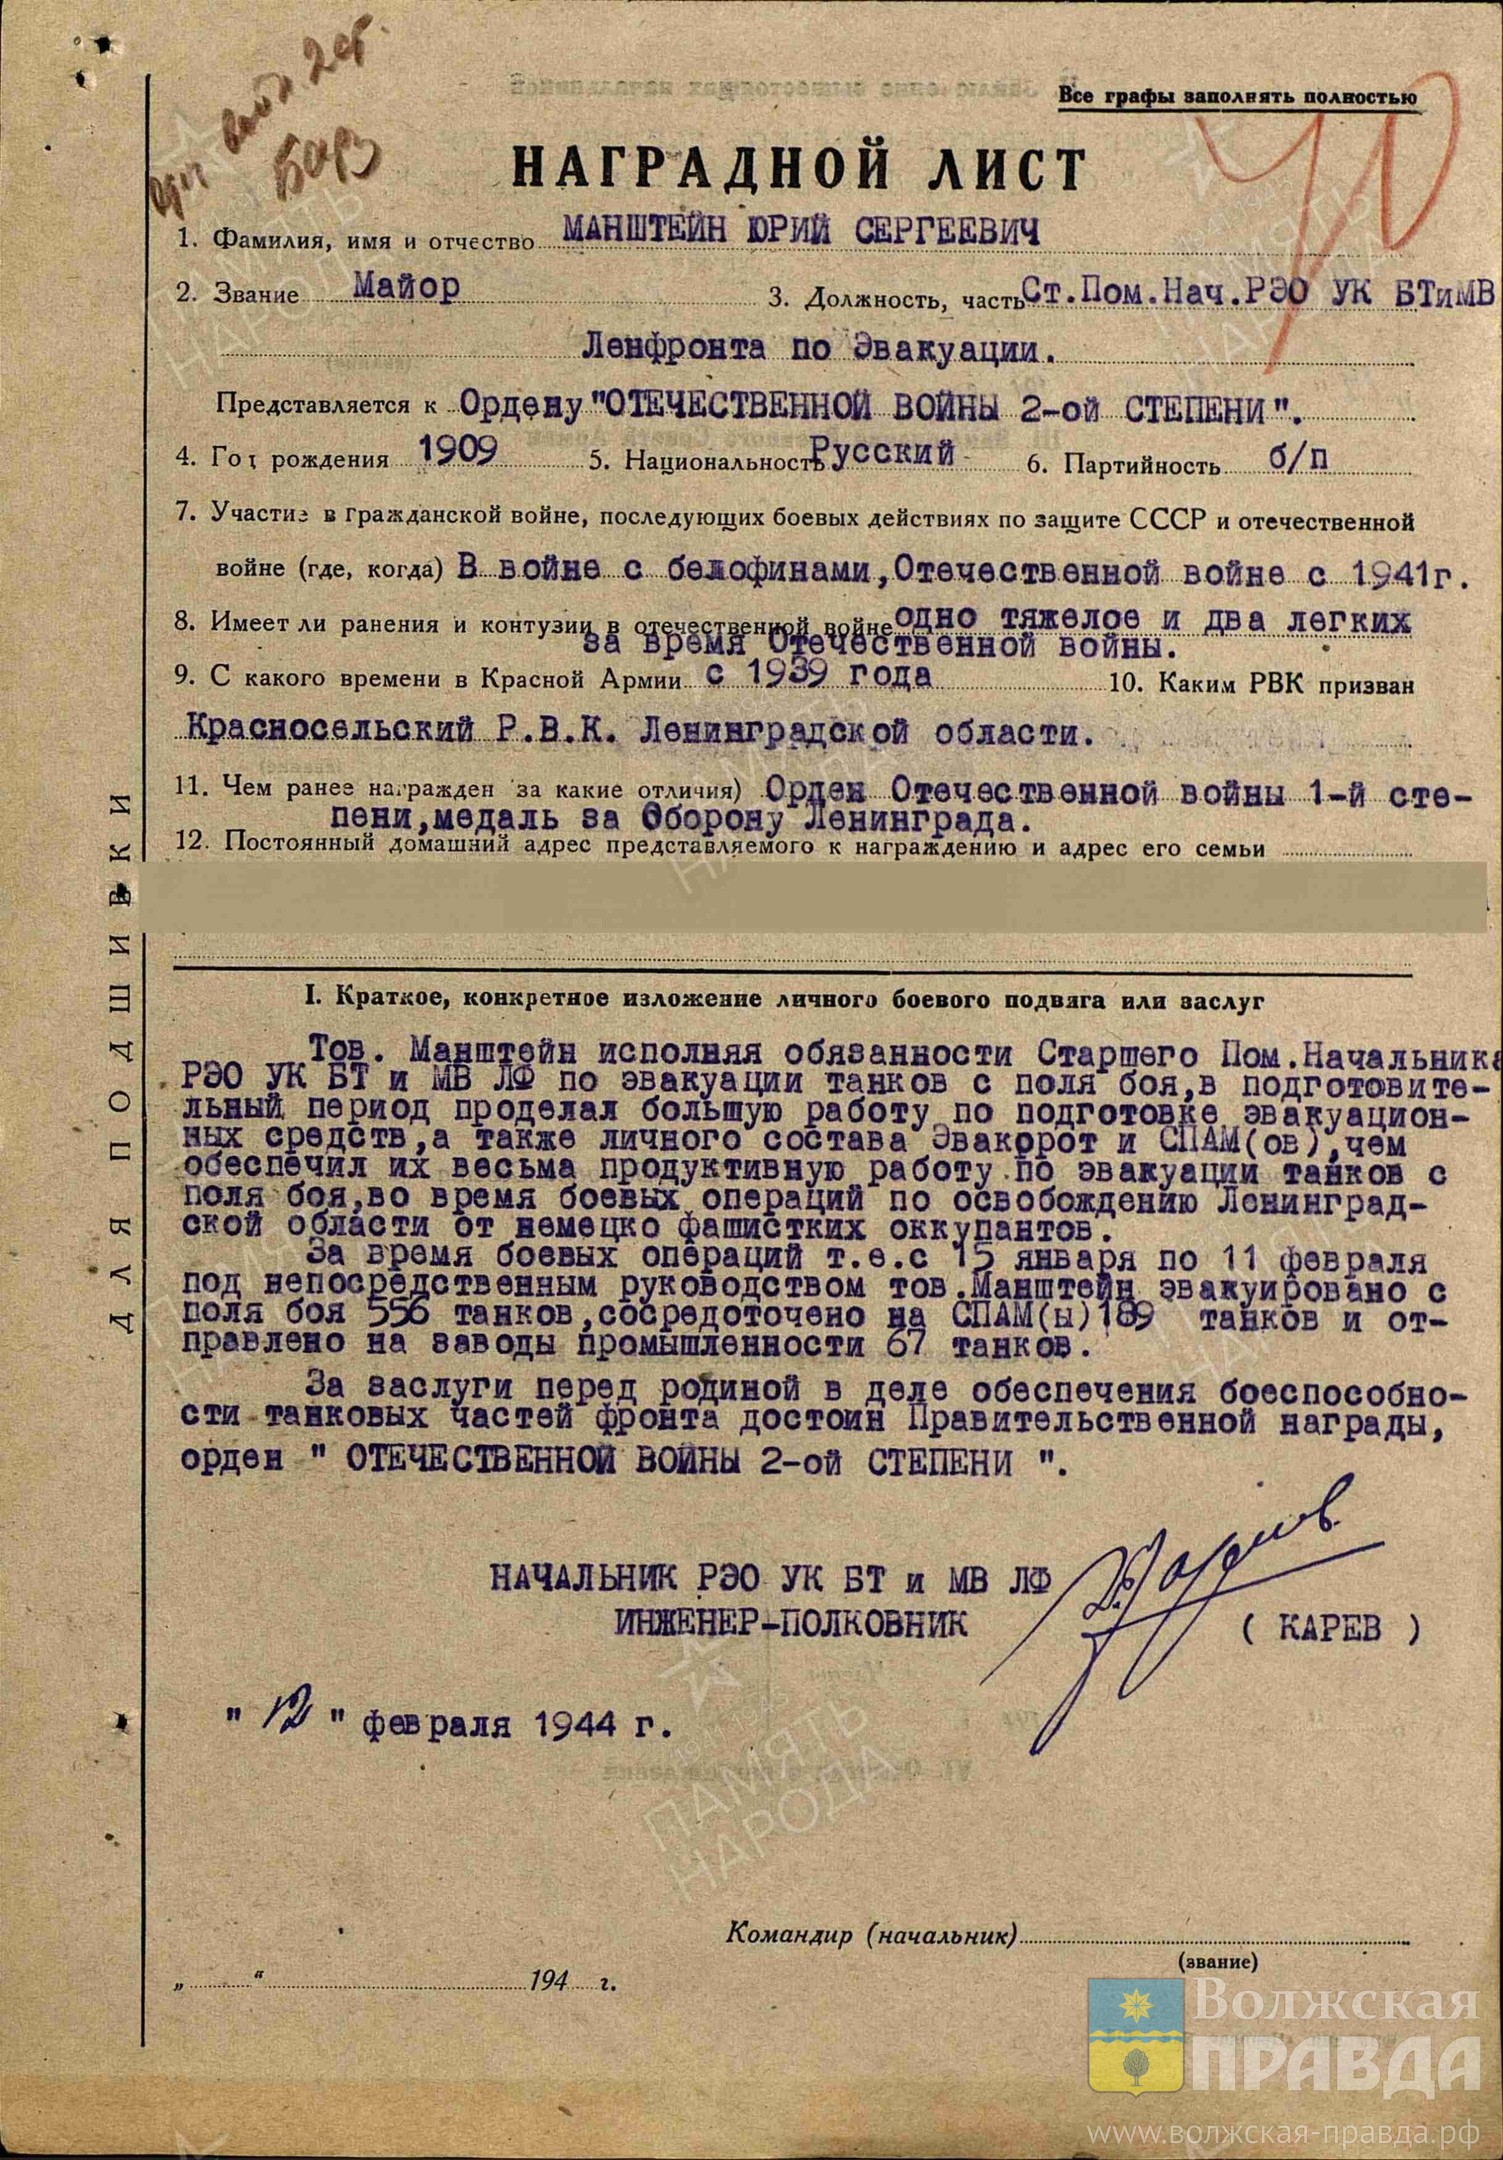 Орд. 2 ст.
Все графы заполнять полностью
НАГРАДНОЙ ЛИСТ
1. Фамилия, имя и отчество МАНШТЕЙН ЮРИЙ СЕРГЕЕВИЧ
2. Звание Майор 3. Должность, часть Ст.Пом.Нач.РЭО УК БТиМВ
Ленфронта по Эвакуации.
Представляется к Ордену "ОТЕЧЕСТВЕННОЙ ВОЙНЫ 2-ой СТЕПЕНИ".
4. Год рождения 1909 5. Национальность Русский 6. Партийность б/п
7. Участие в гражданской войне, последующих боевых действиях по защите СССР и отечественной
войне (где, когда) В войне с белофинами, Отечественной войне с 1941г.
8. Имеет ли ранения и контузии в отечественной войне одно тяжелое и два легких
за время Отечественной войны.
9. С какого времени в Красной Армии с 1939 года 10. Каким РВК призван
Красносельский Р.В.К. Ленинградской области.
11. Чем ранее награжден за какие отличия) Орден Отечественной войны 1-й сте-
пени, медаль за Оборону Ленинграда.
12. Постоянный домашний адрес представляемого к награждению и адрес его семьи
ДЛЯ ПОДШИВКИ
I. Краткое, конкретное изложение личного боевого подвига или заслуг
Тов. Манштейн исполняя обязанности Старшего Пом.Начальника
РЭО УК БТ и МВ ЛФ по эвакуации танков с поля боя, в подготовите-
льный период проделал большую работу по подготовке эвакуацион-
ных средств, а также личного состава Эвакорот и СПАМ(ов), чем
обеспечил их весьма продуктивную работу по эвакуации танков с
поля боя, во время боевых операций по освобождению Ленинград-
ской области от немецко фашистких оккупантов.
За время боевых операций т.е.с 15 января по 11 февраля
под непосредственным руководством тов.Манштейн эвакуировано с
поля боя 556 танков, сосредоточено на СПАМ(ы) 189 танков и от-
правлено на заводы промышленности 67 танков.
За заслуги перед родиной в деле обеспечения боеспособно-
сти танковых частей фронта достоин Правительственной награды,
орден " ОТЕЧЕСТВЕННОЙ ВОЙНЫ 2-ой СТЕПЕНИ ".
НАЧАЛЬНИК РЭО УК БТ и МВ ЛФ
ИНЖЕНЕР-ПОЛКОВНИК ( КАРЕВ )
" 12 " февраля 1944 г.
Командир (начальник)
(звание)
„ “ 194 г.
ПАМЯТЬ
НАРОДА
Волжская
ПРАВДА
www.волжская-правда.рф